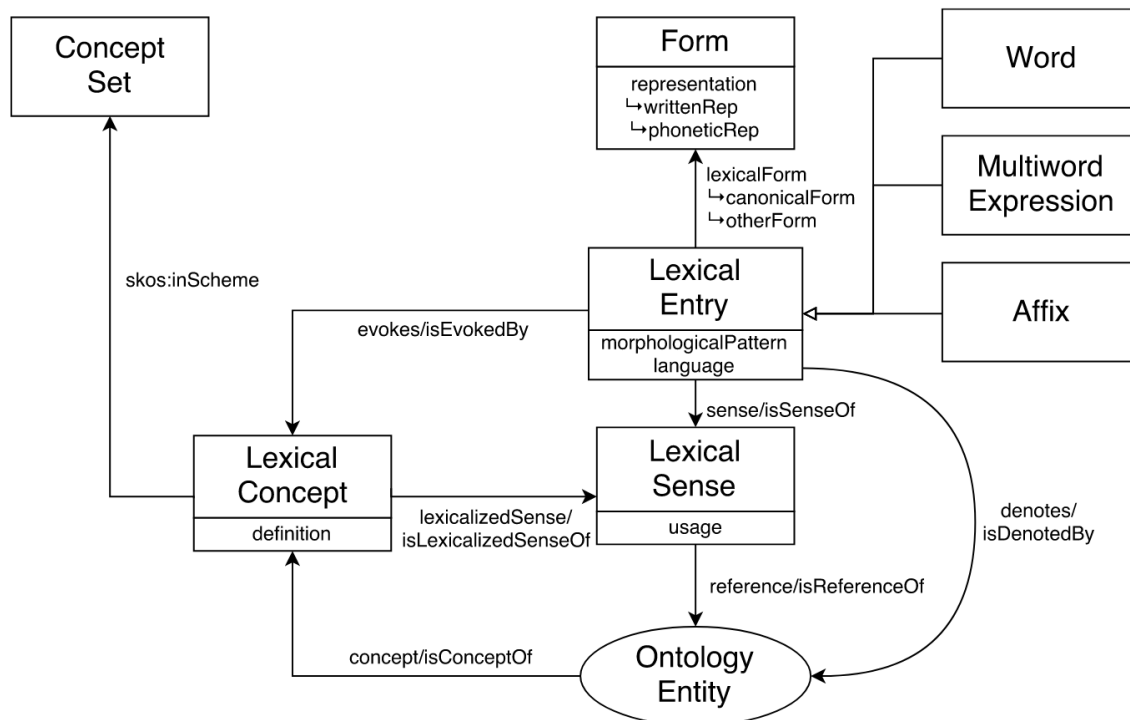 Concept
Set
Form
representation
↳writtenRep
↳phoneticRep
Word
Multiword
Expression
Affix
lexicalForm
↳canonicalForm
↳otherForm
skos:inScheme
Lexical
Entry
morphologicalPattern
language
evokes/isEvokedBy
sense/isSenseOf
Lexical
Concept
definition
lexicalizedSense/
isLexicalizedSenseOf
Lexical
Sense
usage
denotes/
isDenotedBy
reference/isReferenceOf
concept/isConceptOf
Ontology
Entity